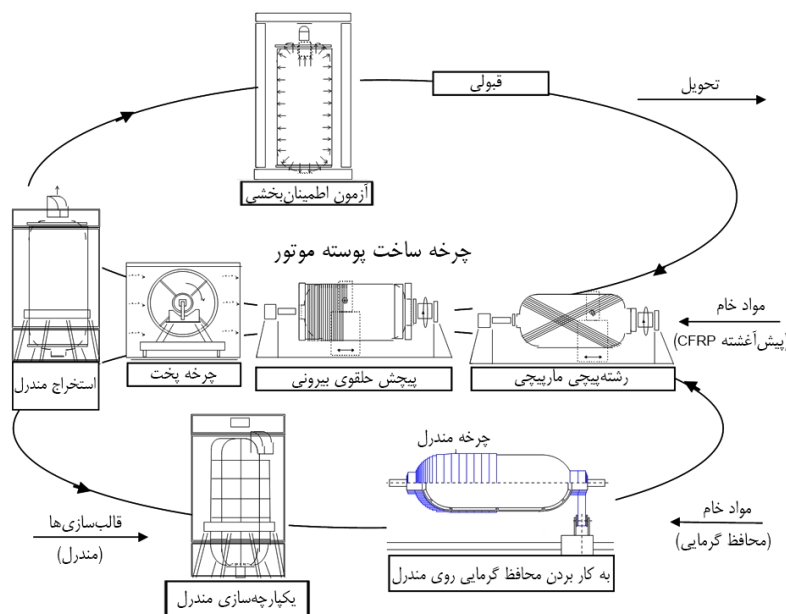 قبولی
تحویل
آزمون اطمینان‌بخشی
چرخه ساخت پوسته موتور
مواد خام
(پیش‌آغشته CFRP)
رشته‌پیچی مارپیچی
پیچش حلقوی بیرونی
چرخه پخت
استخراج مندرل
چرخه مندرل
مواد خام
(محافظ گرمایی)
قالب‌سازی‌ها
(مندرل)
به کار بردن محافظ گرمایی روی مندرل
یکپارچه‌سازی مندرل